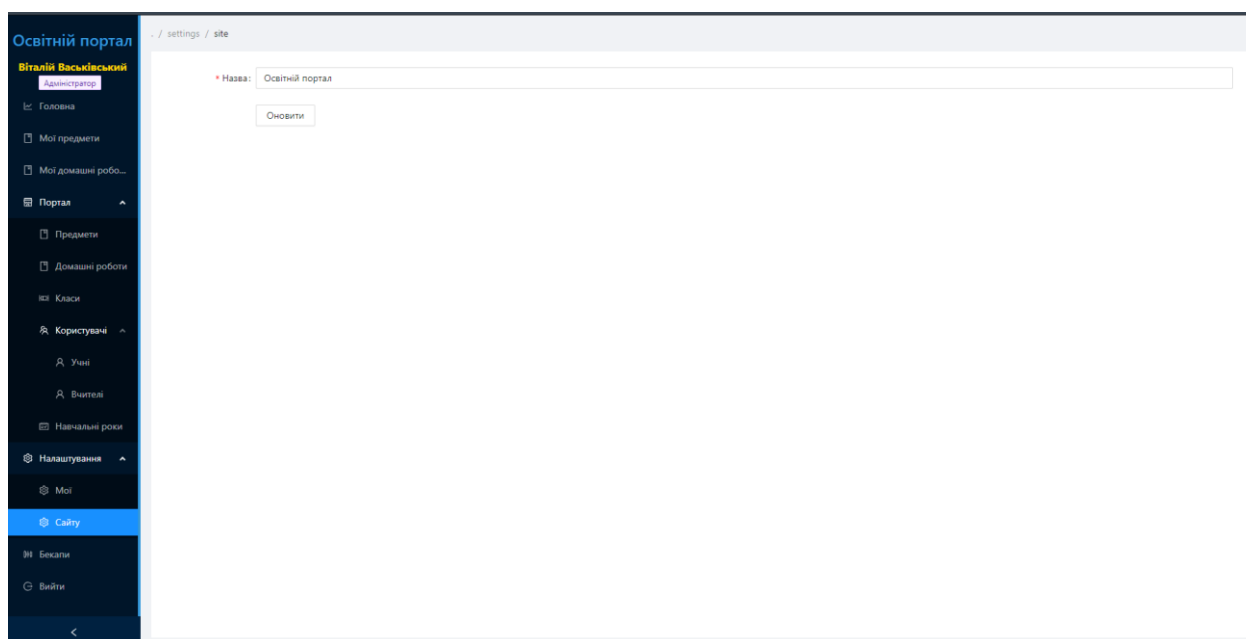 Освітній портал
Віталій Васьківський
Адміністратор
Головна
Мої предмети
Мої домашні робо...
Портал
Предмети
Домашні роботи
Класи
Користувачі
Учні
Вчителі
Навчальні роки
Налаштування
Мої
Сайту
Бекапи
Вийти
. / settings / site
* Назва: Освітній портал
Оновити